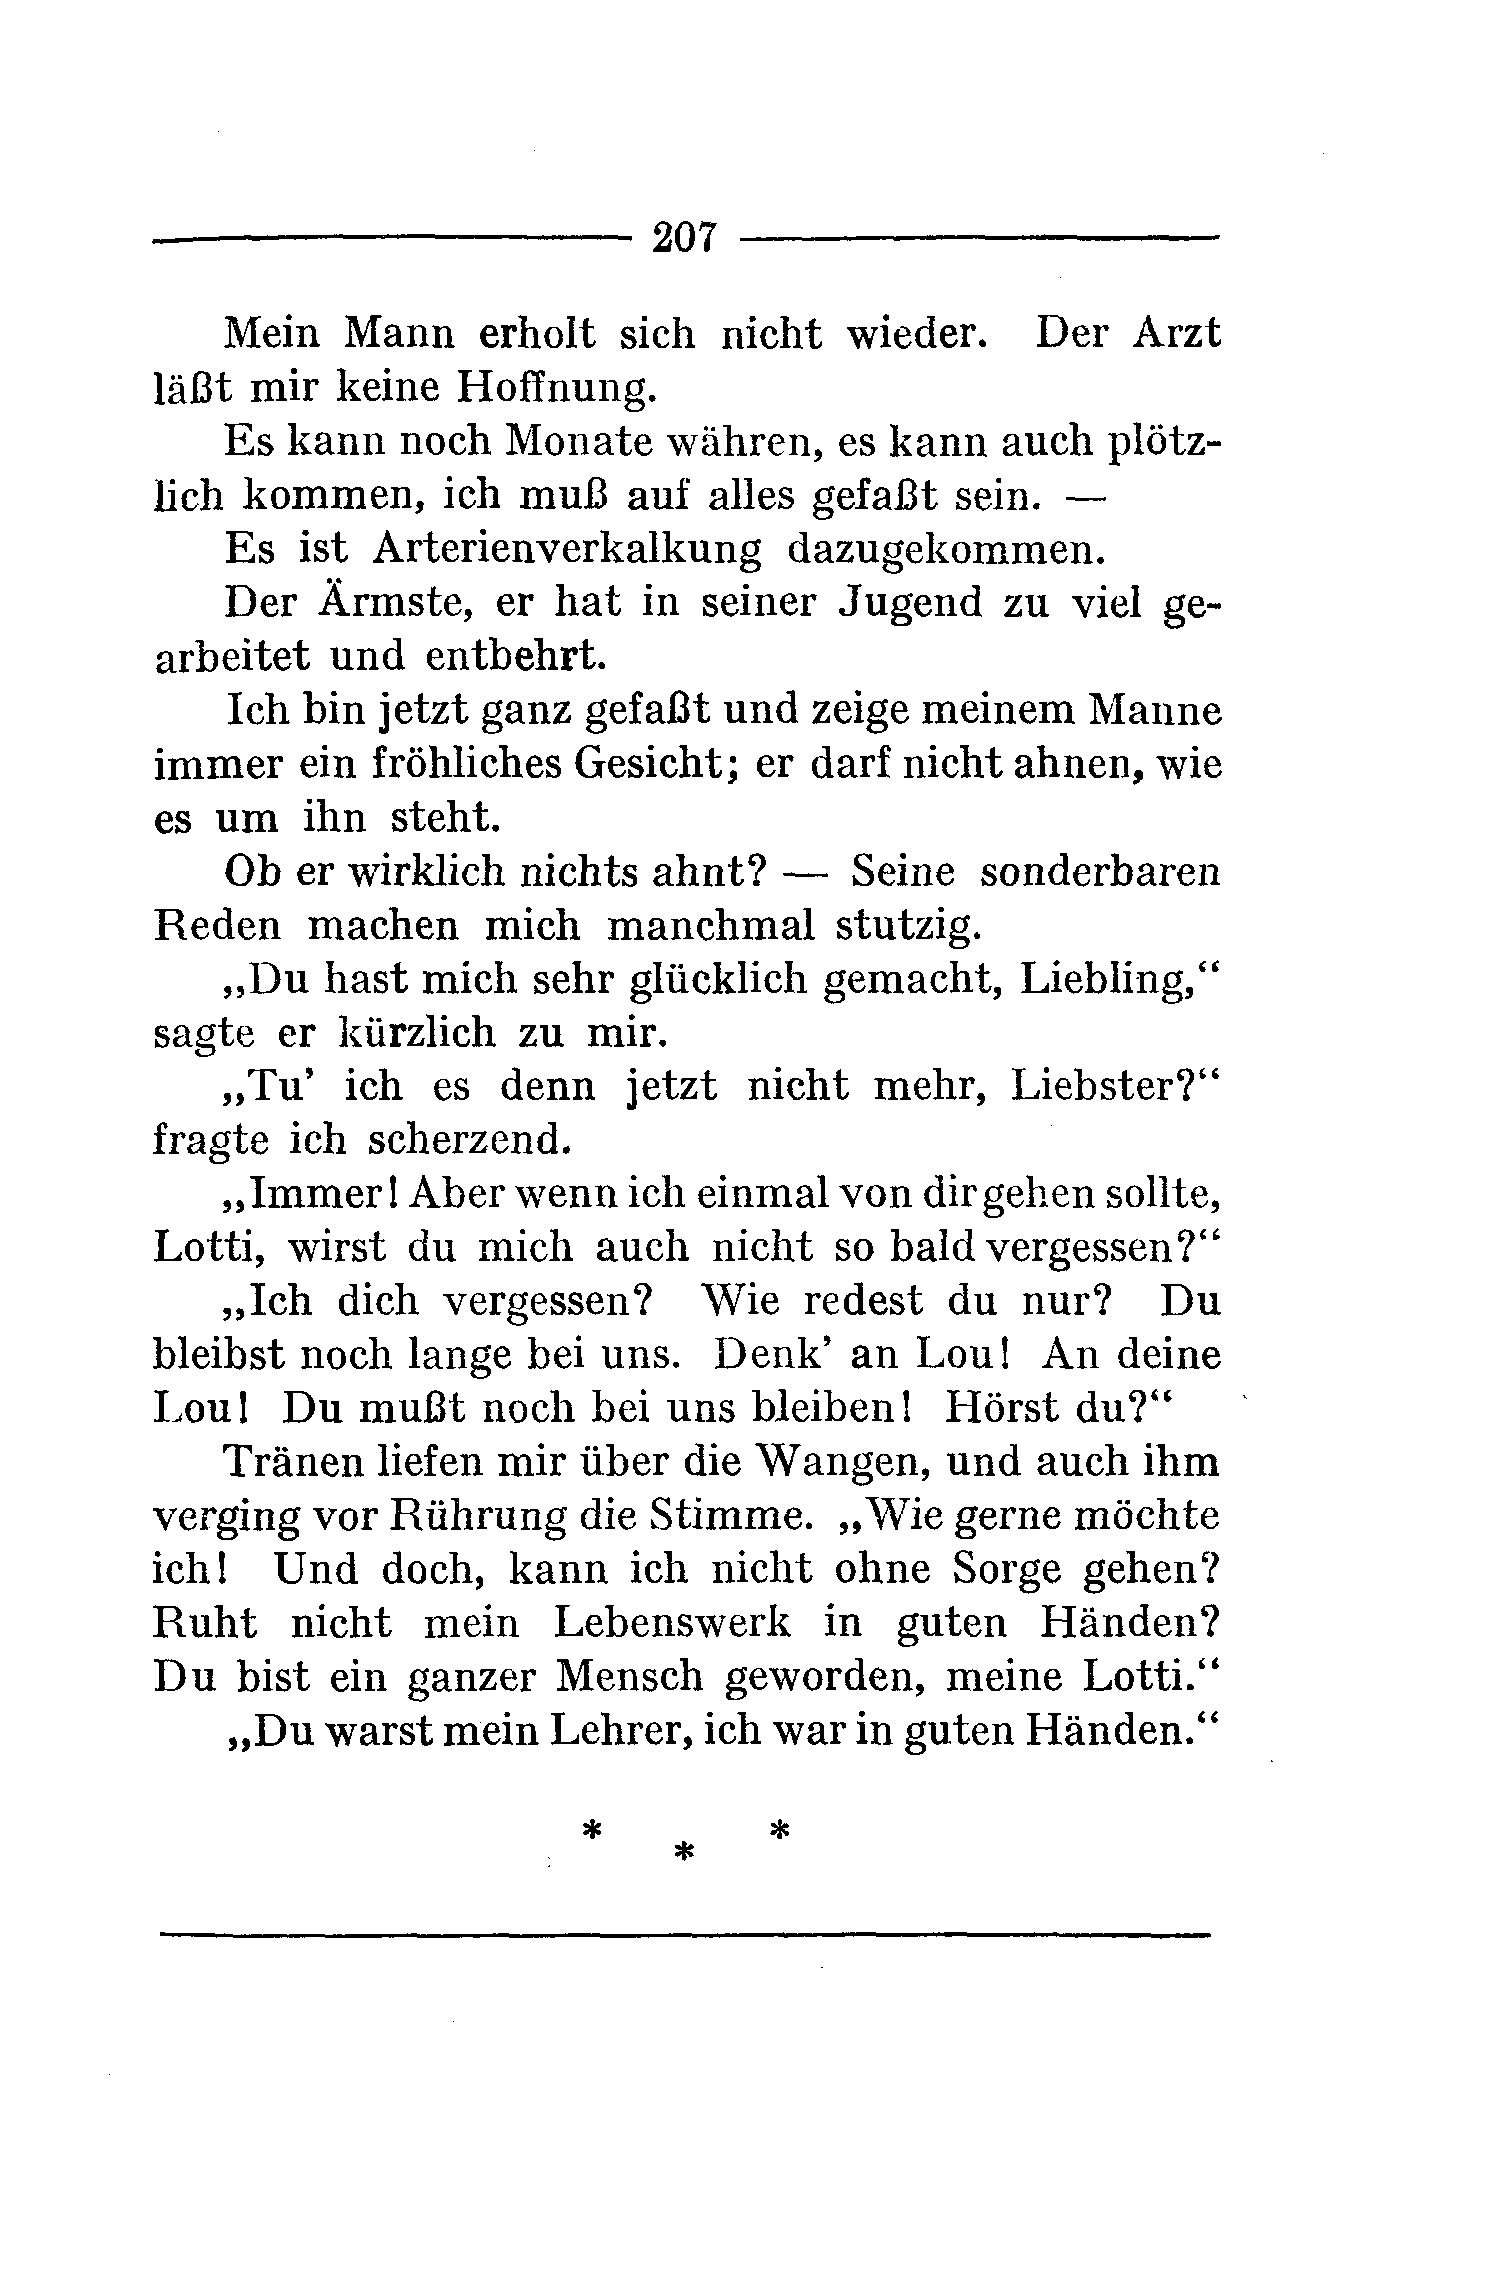 207
Mein Mann erholt sich nicht wieder. Der Arzt
läßt mir keine Hoffnung.
Es kann noch Monate währen, es kann auch plötz-
lich kommen, ich muß auf alles gefaßt sein. —
Es ist Arterienverkalkung dazugekommen.
Der Ärmste, er hat in seiner Jugend zu viel ge-
arbeitet und entbehrt.
Ich bin jetzt ganz gefaßt und zeige meinem Manne
immer ein fröhliches Gesicht; er darf nicht ahnen, wie
es um ihn steht.
Ob er wirklich nichts ahnt? — Seine sonderbaren
Reden machen mich manchmal stutzig.
„Du hast mich sehr glücklich gemacht, Liebling,“
sagte er kürzlich zu mir.
„Tu’ ich es denn jetzt nicht mehr, Liebster?“
fragte ich scherzend.
„Immer! Aber wenn ich einmal von dir gehen sollte,
Lotti, wirst du mich auch nicht so bald vergessen?“
„Ich dich vergessen? Wie redest du nur? Du
bleibst noch lange bei uns. Denk’ an Lou! An deine
Lou! Du mußt noch bei uns bleiben! Hörst du?“
Tränen liefen mir über die Wangen, und auch ihm
verging vor Rührung die Stimme. „Wie gerne möchte
ich! Und doch, kann ich nicht ohne Sorge gehen?
Ruht nicht mein Lebenswerk in guten Händen?
Du bist ein ganzer Mensch geworden, meine Lotti.“
„Du warst mein Lehrer, ich war in guten Händen.“
* * *